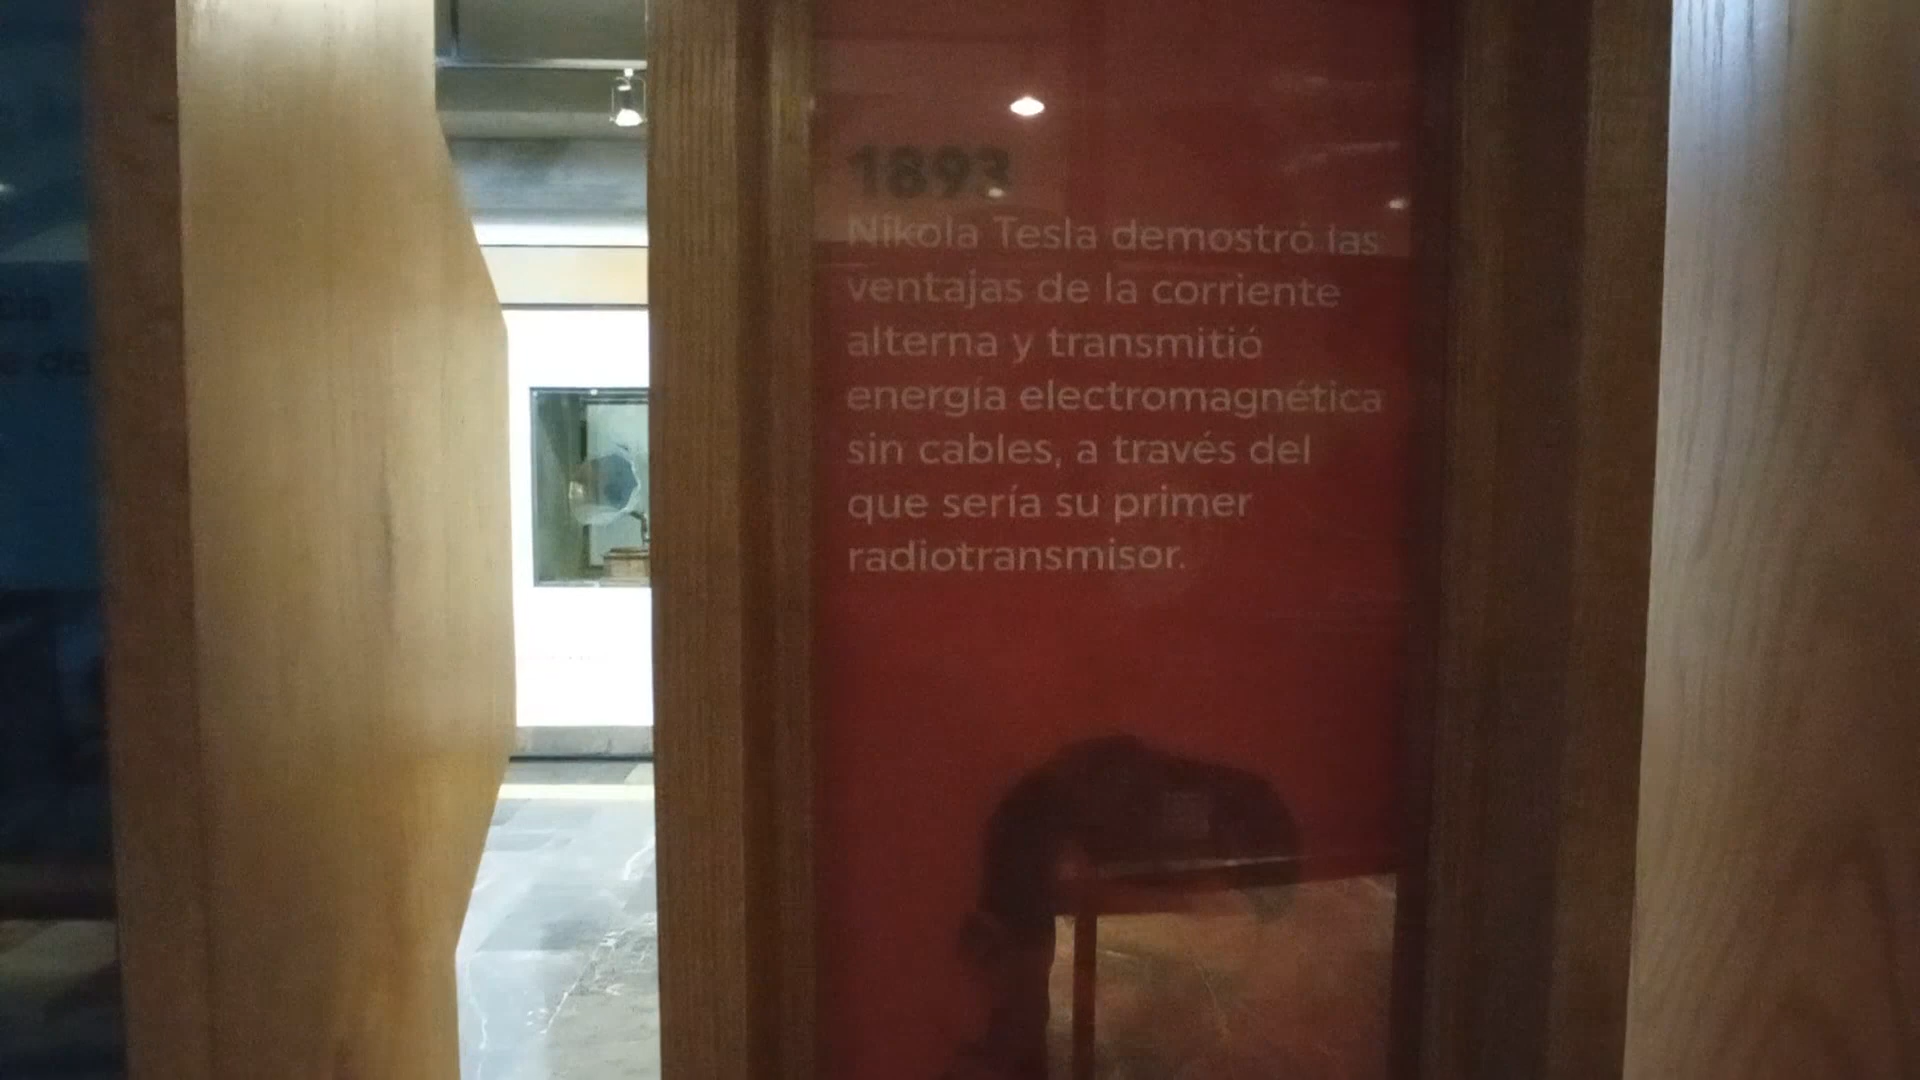 1893
Nikola Tesla demostró las
ventajas de la corriente
alterna y transmitió
energía electromagnética
sin cables, a través del
que sería su primer
radiotransmisor.